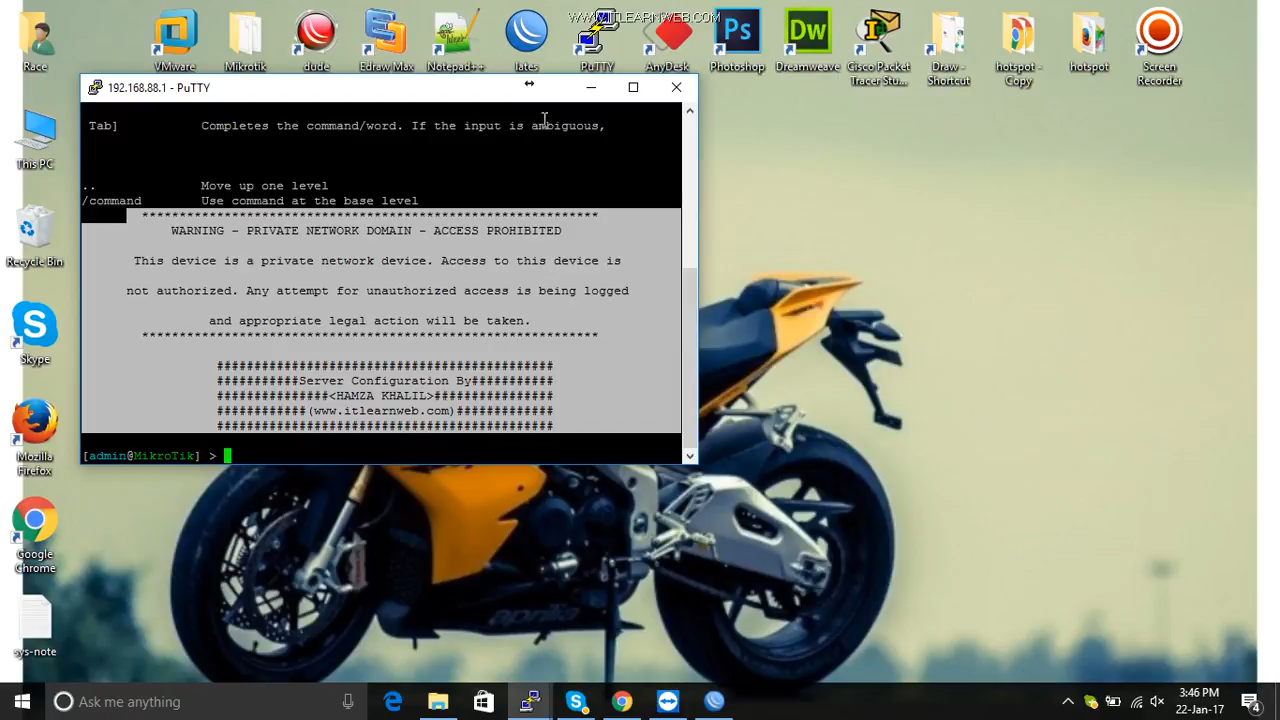 WWW.ITLEARNWEB.COM
Race
VMware
Mikrotik
dude
Edraw Max
Notepad++
lates
PuTTY
AnyDesk
Photoshop
Dreamweave
Cisco Packet
Tracer Stu...
Draw -
Shortcut
hotspot -
Copy
hotspot
Screen
Recorder
Ps
Dw
192.168.88.1 - PuTTY
Tab] Completes the command/word. If the input is ambiguous,
.. Move up one level
/command Use command at the base level
*************************************************************
WARNING - PRIVATE NETWORK DOMAIN - ACCESS PROHIBITED
This device is a private network device. Access to this device is
not authorized. Any attempt for unauthorized access is being logged
and appropriate legal action will be taken.
*************************************************************
#############################################
###########Server Configuration By###########
###############<HAMZA KHALIL>################
############(www.itlearnweb.com)#############
#############################################
[admin@MikroTik] >
This PC
Recycle Bin
Skype
Mozilla
Firefox
Google
Chrome
sys-note
Ask me anything
3:46 PM
22-Jan-17
4